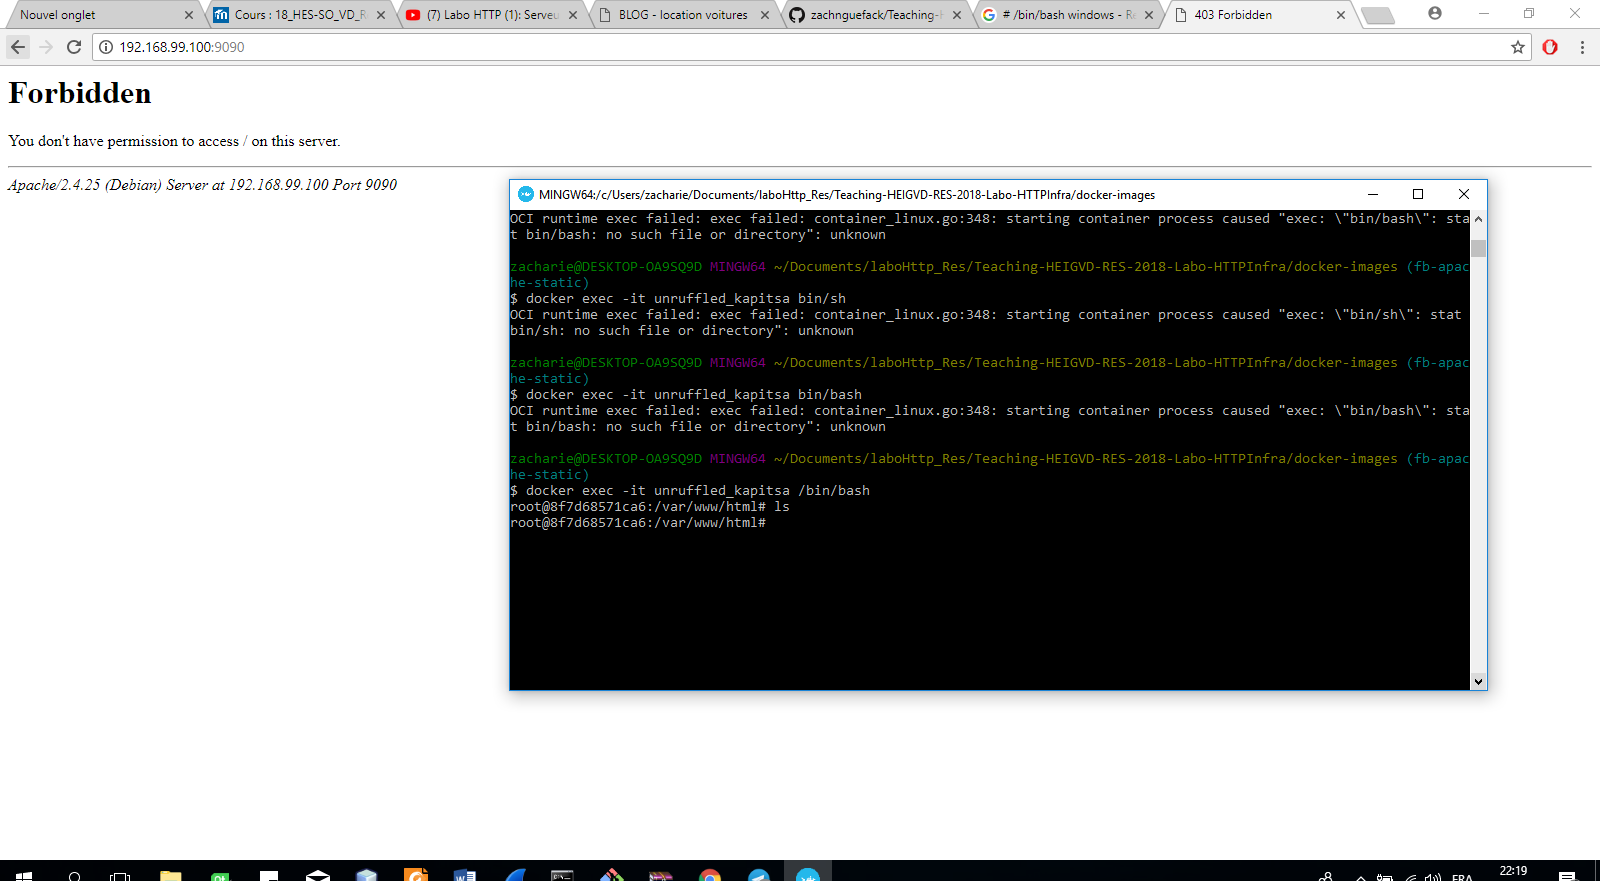 Nouvel onglet
Cours : 18_HES-SO_VD_R
(7) Labo HTTP (1): Serveu
BLOG - location voitures
zachnguefack/Teaching-H
# /bin/bash windows - Re
403 Forbidden
192.168.99.100:9090
Forbidden
You don't have permission to access / on this server.
Apache/2.4.25 (Debian) Server at 192.168.99.100 Port 9090
MINGW64:/c/Users/zacharie/Documents/laboHttp_Res/Teaching-HEIGVD-RES-2018-Labo-HTTPInfra/docker-images
OCI runtime exec failed: exec failed: container_linux.go:348: starting container process caused "exec: \"bin/bash\": sta
t bin/bash: no such file or directory": unknown
zacharie@DESKTOP-OA9SQ9D MINGW64 ~/Documents/laboHttp_Res/Teaching-HEIGVD-RES-2018-Labo-HTTPInfra/docker-images (fb-apac
he-static)
$ docker exec -it unruffled_kapitsa bin/sh
OCI runtime exec failed: exec failed: container_linux.go:348: starting container process caused "exec: \"bin/sh\": stat
bin/sh: no such file or directory": unknown
zacharie@DESKTOP-OA9SQ9D MINGW64 ~/Documents/laboHttp_Res/Teaching-HEIGVD-RES-2018-Labo-HTTPInfra/docker-images (fb-apac
he-static)
$ docker exec -it unruffled_kapitsa bin/bash
OCI runtime exec failed: exec failed: container_linux.go:348: starting container process caused "exec: \"bin/bash\": sta
t bin/bash: no such file or directory": unknown
zacharie@DESKTOP-OA9SQ9D MINGW64 ~/Documents/laboHttp_Res/Teaching-HEIGVD-RES-2018-Labo-HTTPInfra/docker-images (fb-apac
he-static)
$ docker exec -it unruffled_kapitsa /bin/bash
root@8f7d68571ca6:/var/www/html# ls
root@8f7d68571ca6:/var/www/html#
FRA
22:19